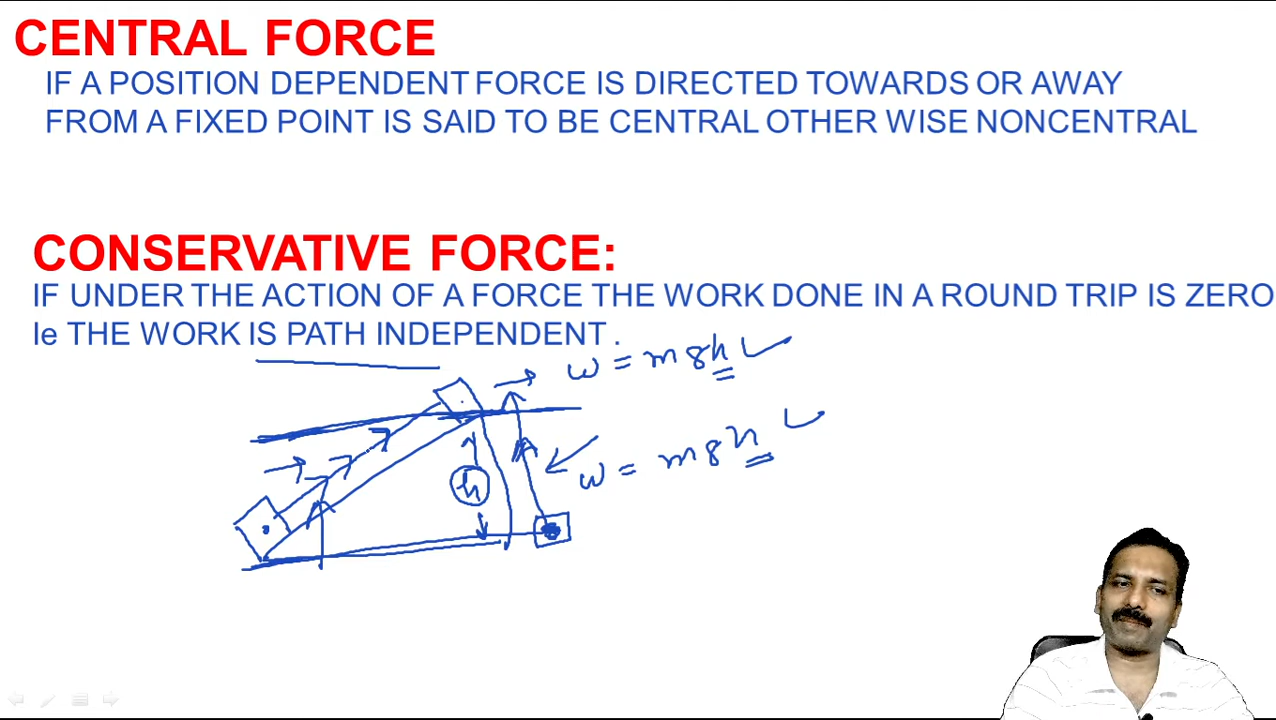 CENTRAL FORCE
IF A POSITION DEPENDENT FORCE IS DIRECTED TOWARDS OR AWAY
FROM A FIXED POINT IS SAID TO BE CENTRAL OTHER WISE NONCENTRAL
CONSERVATIVE FORCE:
IF UNDER THE ACTION OF A FORCE THE WORK DONE IN A ROUND TRIP IS ZERO
Ie THE WORK IS PATH INDEPENDENT .
w = mgh
w = mgh
h